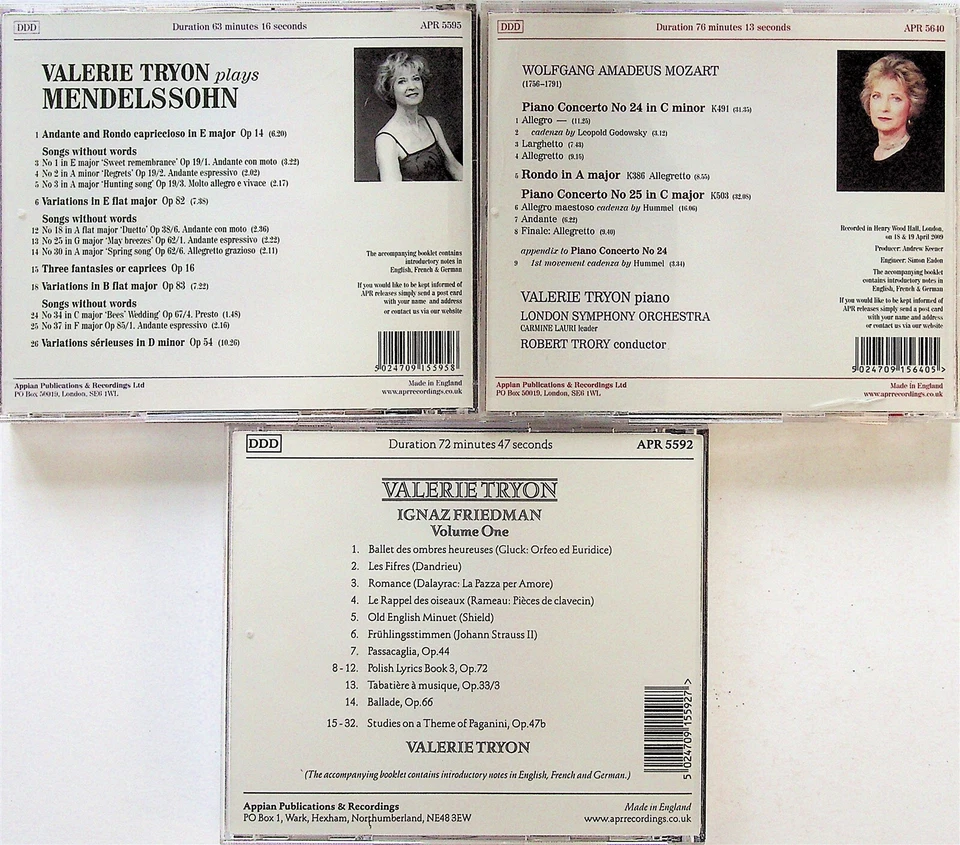 DDD
Duration 63 minutes 16 seconds
APR 5595
VALERIE TRYON plays
MENDELSSOHN
1 Andante and Rondo capriccioso in E major Op 14 (6.20)
Songs without words
3 No 1 in E major 'Sweet remembrance' Op 19/1. Andante con moto (3.22)
4 No 2 in A minor 'Regrets' Op 19/2. Andante espressivo (2.02)
5 No 3 in A major 'Hunting song' Op 19/3. Molto allegro e vivace (2.17)
6 Variations in E flat major Op 82 (7.38)
Songs without words
12 No 18 in A flat major 'Duetto' Op 38/6. Andante con moto (2.36)
13 No 25 in G major 'May breezes' Op 62/1. Andante espressivo (2.22)
14 No 30 in A major 'Spring song' Op 62/6. Allegretto grazioso (2.11)
15 Three fantasies or caprices Op 16
18 Variations in B flat major Op 83 (7.22)
Songs without words
24 No 34 in C major 'Bees' Wedding' Op 67/4. Presto (1.48)
25 No 37 in F major Op 85/1. Andante espressivo (2.16)
26 Variations sérieuses in D minor Op 54 (10.26)
The accompanying booklet contains
introductory notes in
English, French & German
If you would like to be kept informed of
APR releases simply send a post card
with your name and address
or contact us via our website
5 024709 155958
Appian Publications & Recordings Ltd
PO Box 50019, London, SE6 1WL
Made in England
www.aprrecordings.co.uk
DDD
Duration 76 minutes 13 seconds
APR 5640
WOLFGANG AMADEUS MOZART
(1756–1791)
Piano Concerto No 24 in C minor K491 (31.35)
1 Allegro — (11.25)
2 cadenza by Leopold Godowsky (3.12)
3 Larghetto (7.43)
4 Allegretto (9.15)
5 Rondo in A major K386 Allegretto (8.55)
Piano Concerto No 25 in C major K503 (32.08)
6 Allegro maestoso cadenza by Hummel (16.06)
7 Andante (6.22)
8 Finale: Allegretto (9.40)
appendix to Piano Concerto No 24
9 1st movement cadenza by Hummel (3.34)
VALERIE TRYON piano
LONDON SYMPHONY ORCHESTRA
CARMINE LAURI leader
ROBERT TRORY conductor
Recorded in Henry Wood Hall, London,
on 18 & 19 April 2009
Producer: Andrew Keener
Engineer: Simon Eadon
The accompanying booklet
contains introductory notes in
English, French & German
If you would like to be kept informed of
APR releases simply send a post card
with your name and address
or contact us via our website
5 024709 156405 >
Appian Publications & Recordings Ltd
PO Box 50019, London, SE6 1WL
Made in England
www.aprrecordings.co.uk
DDD
Duration 72 minutes 47 seconds
APR 5592
VALERIE TRYON
IGNAZ FRIEDMAN
Volume One
1. Ballet des ombres heureuses (Gluck: Orfeo ed Euridice)
2. Les Fifres (Dandrieu)
3. Romance (Dalayrac: La Pazza per Amore)
4. Le Rappel des oiseaux (Rameau: Pièces de clavecin)
5. Old English Minuet (Shield)
6. Frühlingsstimmen (Johann Strauss II)
7. Passacaglia, Op.44
8 - 12. Polish Lyrics Book 3, Op.72
13. Tabatière à musique, Op.33/3
14. Ballade, Op.66
15 - 32. Studies on a Theme of Paganini, Op.47b
VALERIE TRYON
(The accompanying booklet contains introductory notes in English, French and German.)
5 024709 155927 >
Appian Publications & Recordings
PO Box 1, Wark, Hexham, Northumberland, NE48 3EW
Made in England
www.aprrecordings.co.uk